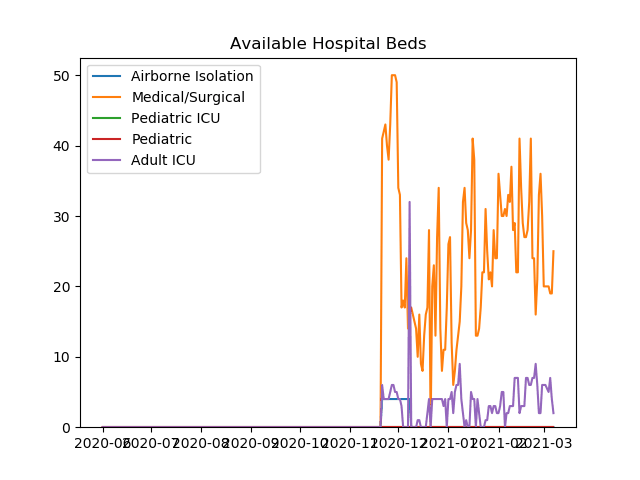 Available Hospital Beds
Airborne Isolation
Medical/Surgical
Pediatric ICU
Pediatric
Adult ICU
50
40
30
20
10
0
2020-06 2020-07 2020-08 2020-09 2020-10 2020-11 2020-12 2021-01 2021-02 2021-03